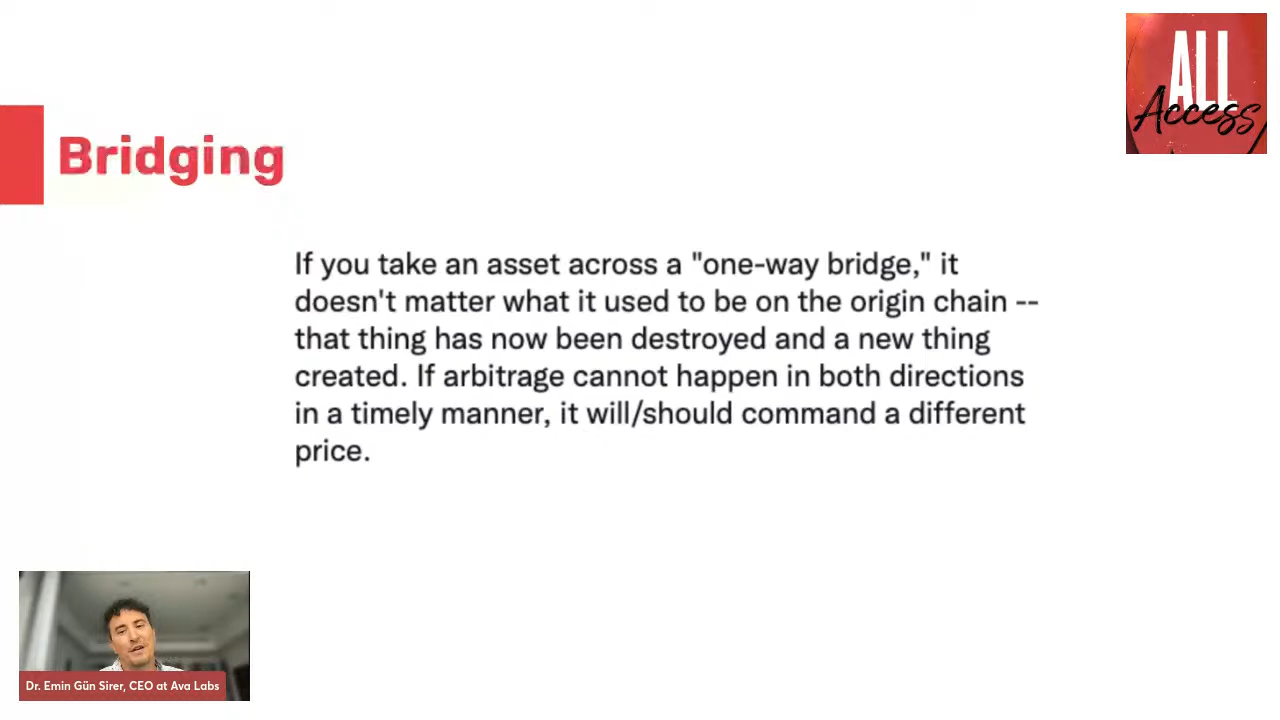 ALL
Access
Bridging
If you take an asset across a "one-way bridge," it
doesn't matter what it used to be on the origin chain --
that thing has now been destroyed and a new thing
created. If arbitrage cannot happen in both directions
in a timely manner, it will/should command a different
price.
Dr. Emin Gün Sirer, CEO at Ava Labs